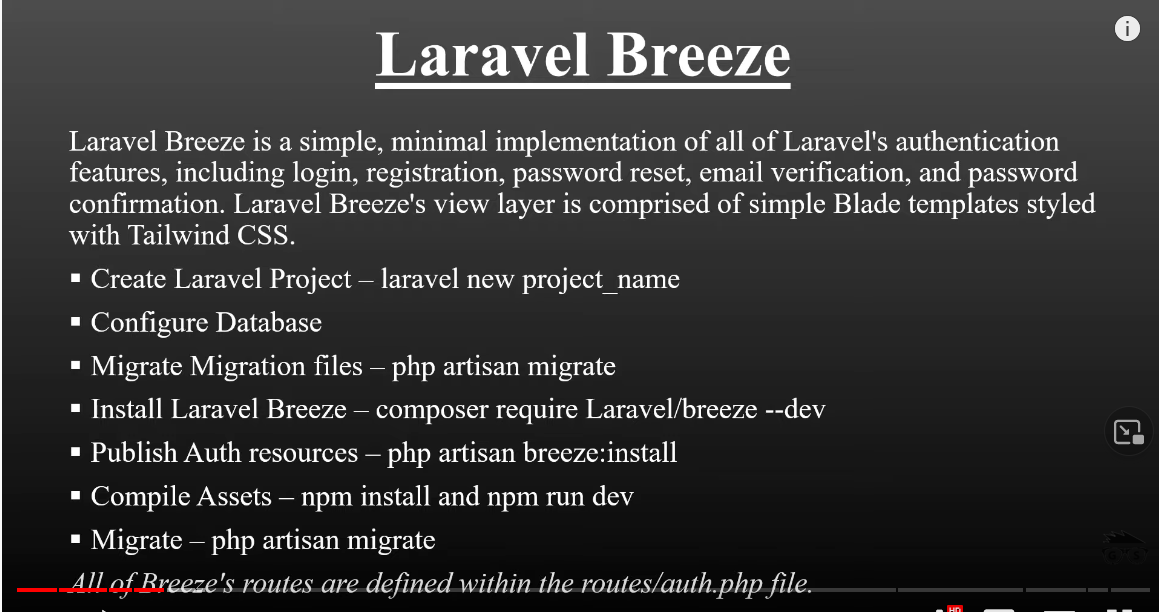 Laravel Breeze
Laravel Breeze is a simple, minimal implementation of all of Laravel's authentication
features, including login, registration, password reset, email verification, and password
confirmation. Laravel Breeze's view layer is comprised of simple Blade templates styled
with Tailwind CSS.
▪ Create Laravel Project – laravel new project_name
▪ Configure Database
▪ Migrate Migration files – php artisan migrate
▪ Install Laravel Breeze – composer require Laravel/breeze --dev
▪ Publish Auth resources – php artisan breeze:install
▪ Compile Assets – npm install and npm run dev
▪ Migrate – php artisan migrate
All of Breeze's routes are defined within the routes/auth.php file.
HD